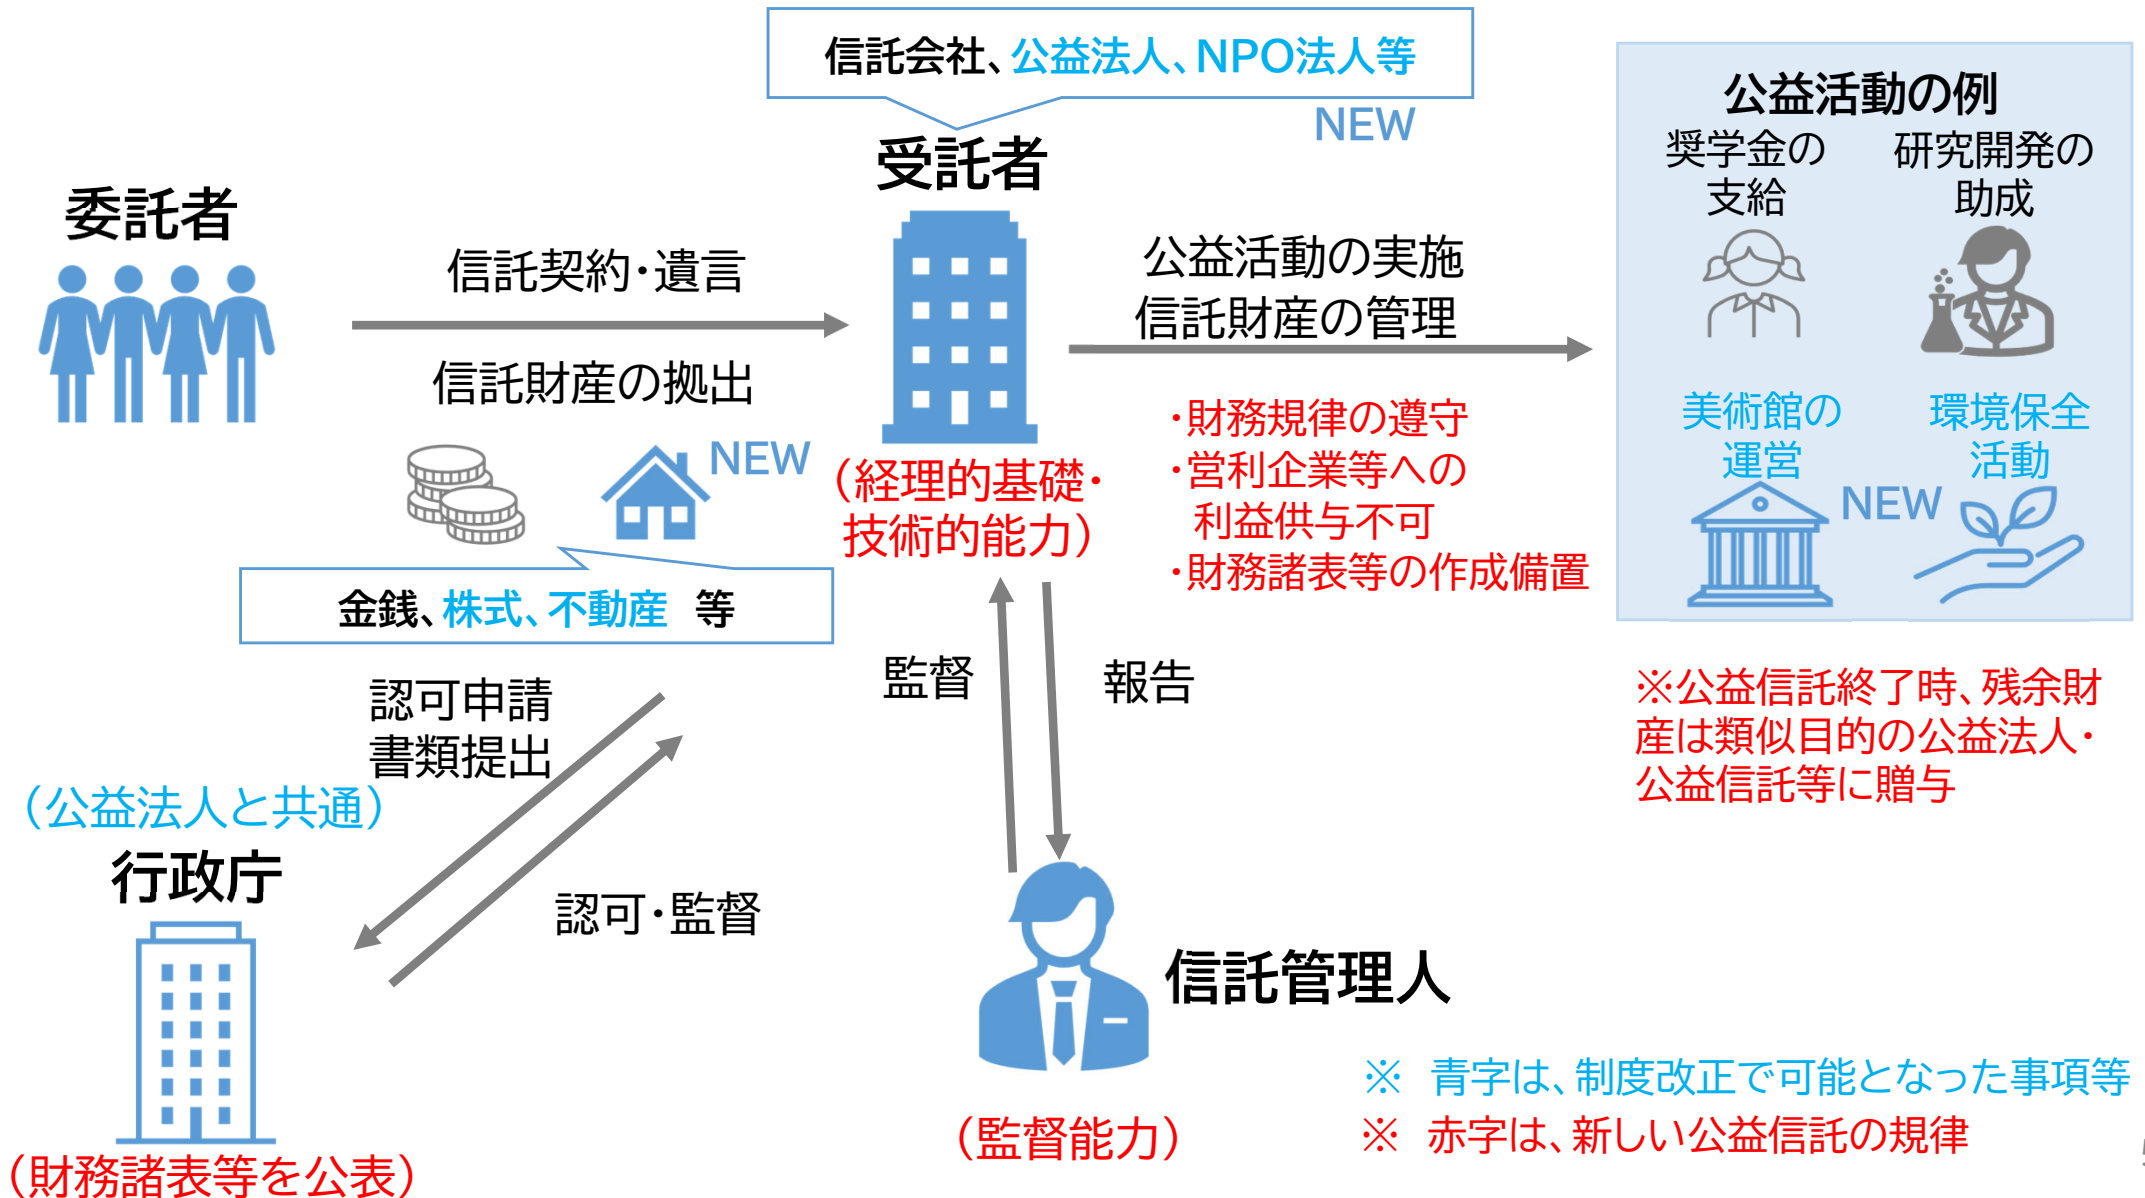 信託会社、公益法人、NPO法人等
NEW
受託者
委託者
信託契約・遺言
信託財産の拠出
NEW
金銭、株式、不動産　等
（経理的基礎・
技術的能力）
公益活動の実施
信託財産の管理
・財務規律の遵守
・営利企業等への
利益供与不可
・財務諸表等の作成備置
公益活動の例
奨学金の
支給
研究開発の
助成
美術館の
運営
環境保全
活動
NEW
※公益信託終了時、残余財
産は類似目的の公益法人・
公益信託等に贈与
認可申請
書類提出
認可・監督
監督
報告
（公益法人と共通）
行政庁
（財務諸表等を公表）
信託管理人
（監督能力）
※　青字は、制度改正で可能となった事項等
※　赤字は、新しい公益信託の規律